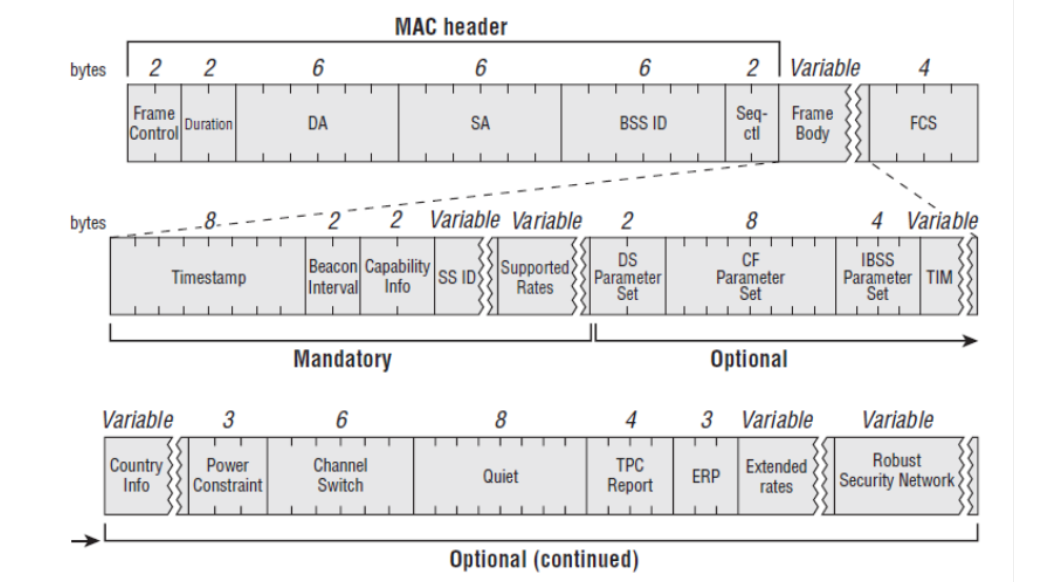 MAC header
bytes 2 2 6 6 6 2 Variable 4
Frame Control Duration DA SA BSS ID Seq-ctl Frame Body FCS
bytes 8 2 2 Variable Variable 2 8 4 Variable
Timestamp Beacon Interval Capability Info SS ID Supported Rates DS Parameter Set CF Parameter Set IBSS Parameter Set TIM
Mandatory Optional
Variable 3 6 8 4 3 Variable Variable
Country Info Power Constraint Channel Switch Quiet TPC Report ERP Extended rates Robust Security Network
Optional (continued)